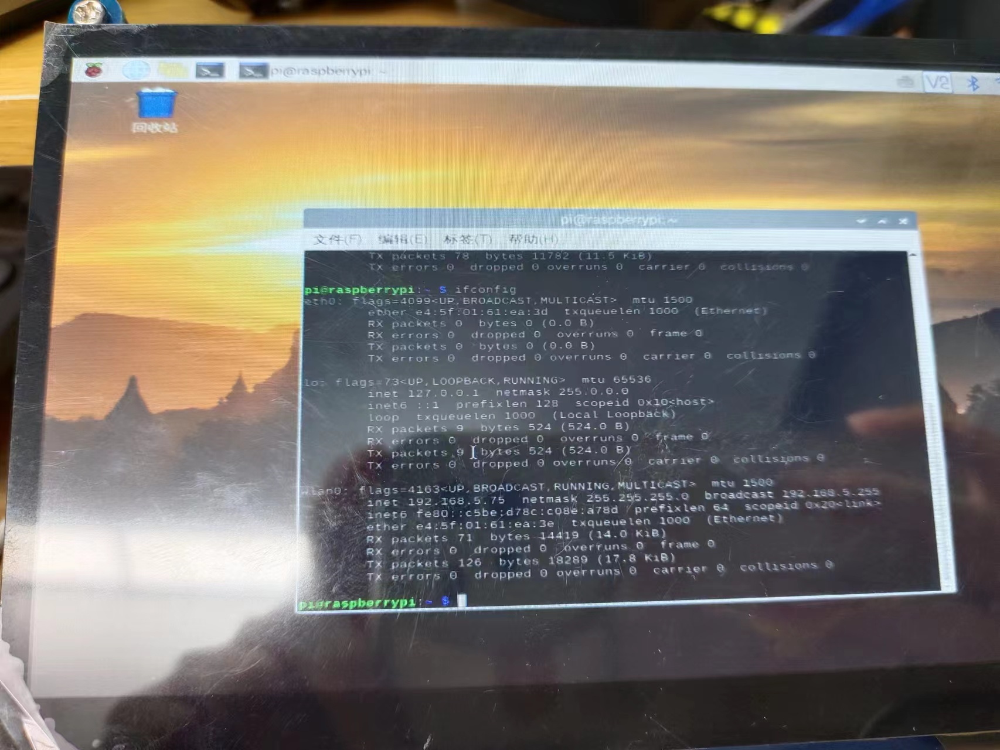 pi@raspberrypi: ~
V2
回收站
pi@raspberrypi: ~
文件(F) 编辑(E) 标签(T) 帮助(H)
TX packets 78 bytes 11782 (11.5 KiB)
TX errors 0 dropped 0 overruns 0 carrier 0 collisions 0
pi@raspberrypi:~ $ ifconfig
eth0: flags=4099<UP,BROADCAST,MULTICAST> mtu 1500
ether e4:5f:01:61:ea:3d txqueuelen 1000 (Ethernet)
RX packets 0 bytes 0 (0.0 B)
RX errors 0 dropped 0 overruns 0 frame 0
TX packets 0 bytes 0 (0.0 B)
TX errors 0 dropped 0 overruns 0 carrier 0 collisions 0
lo: flags=73<UP,LOOPBACK,RUNNING> mtu 65536
inet 127.0.0.1 netmask 255.0.0.0
inet6 ::1 prefixlen 128 scopeid 0x10<host>
loop txqueuelen 1000 (Local Loopback)
RX packets 9 bytes 524 (524.0 B)
RX errors 0 dropped 0 overruns 0 frame 0
TX packets 9 bytes 524 (524.0 B)
TX errors 0 dropped 0 overruns 0 carrier 0 collisions 0
wlan0: flags=4163<UP,BROADCAST,RUNNING,MULTICAST> mtu 1500
inet 192.168.5.75 netmask 255.255.255.0 broadcast 192.168.5.255
inet6 fe80::c5be:d78c:c08e:a78d prefixlen 64 scopeid 0x20<link>
ether e4:5f:01:61:ea:3e txqueuelen 1000 (Ethernet)
RX packets 71 bytes 14419 (14.0 KiB)
RX errors 0 dropped 0 overruns 0 frame 0
TX packets 126 bytes 18289 (17.8 KiB)
TX errors 0 dropped 0 overruns 0 carrier 0 collisions 0
pi@raspberrypi:~ $